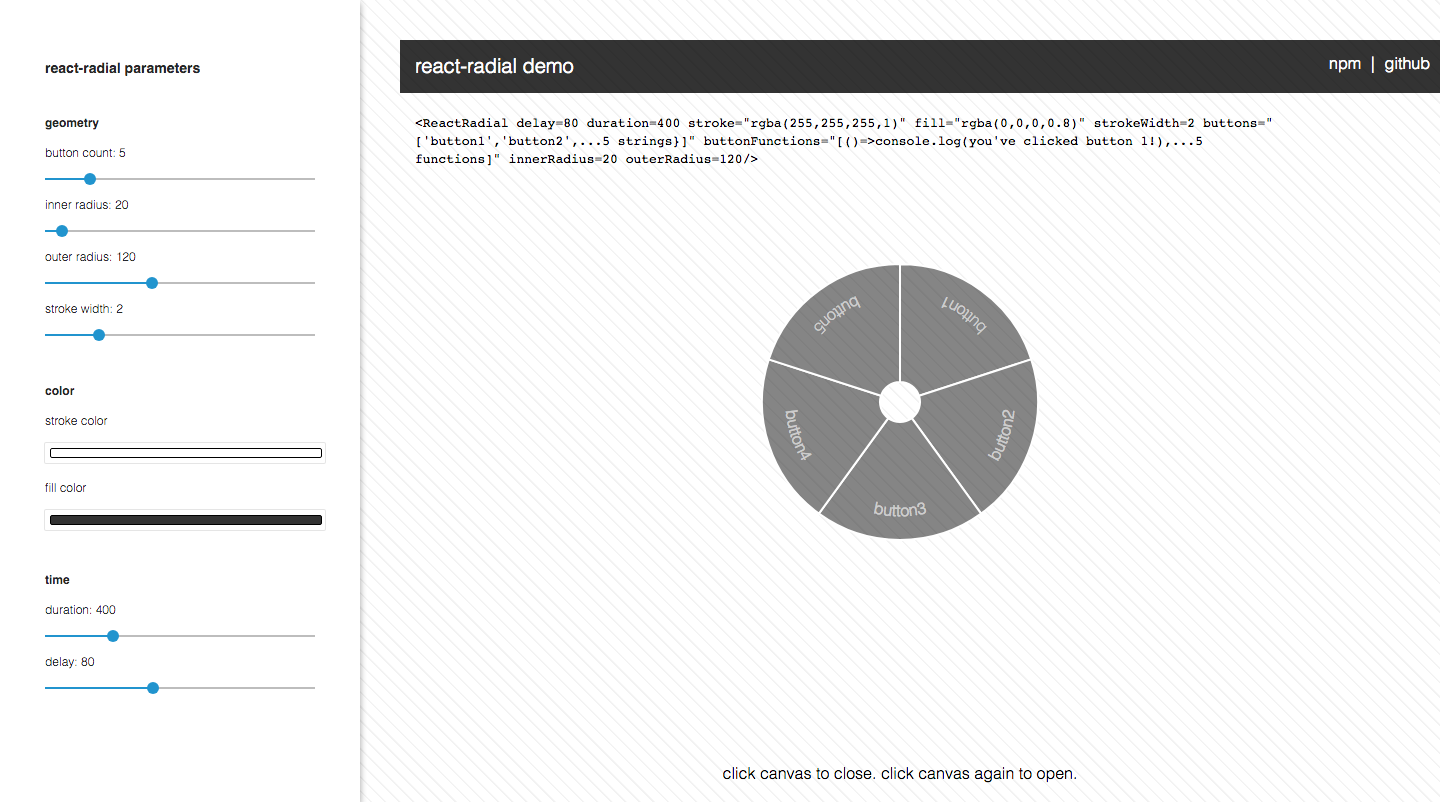 react-radial parameters
geometry
button count: 5
inner radius: 20
outer radius: 120
stroke width: 2
color
stroke color
fill color
time
duration: 400
delay: 80
react-radial demo
npm | github
<ReactRadial delay=80 duration=400 stroke="rgba(255,255,255,1)" fill="rgba(0,0,0,0.8)" strokeWidth=2 buttons="
['button1','button2',...5 strings}]" buttonFunctions="[()=>console.log(you've clicked button 1!),...5
functions]" innerRadius=20 outerRadius=120/>
button5
button1
button4
button2
button3
click canvas to close. click canvas again to open.